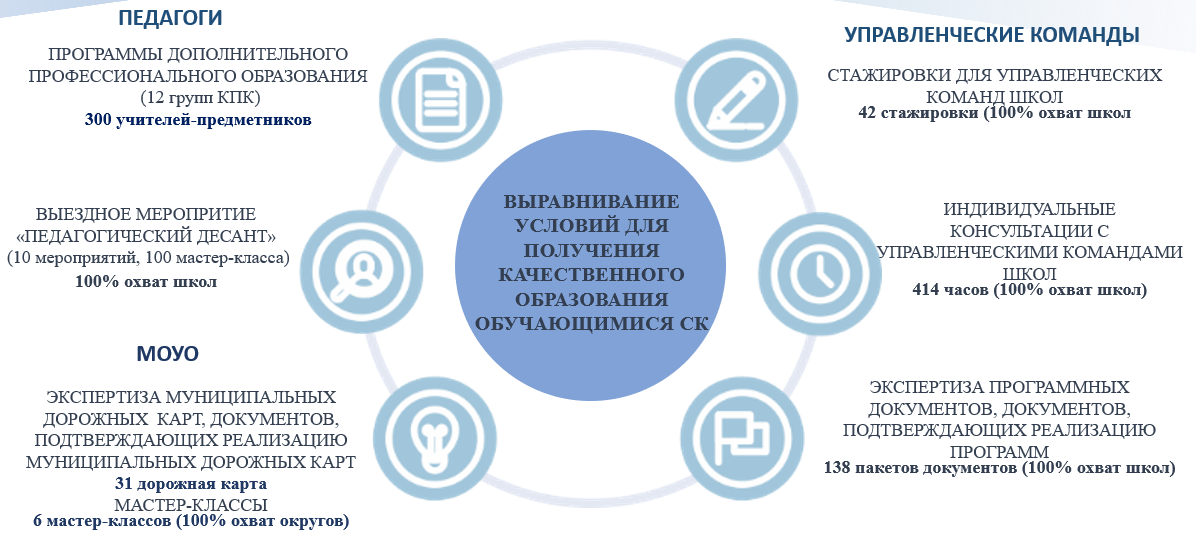 ПЕДАГОГИ
ПРОГРАММЫ ДОПОЛНИТЕЛЬНОГО
ПРОФЕССИОНАЛЬНОГО ОБРАЗОВАНИЯ
(12 групп КПК)
300 учителей-предметников
ВЫЕЗДНОЕ МЕРОПРИТИЕ
«ПЕДАГОГИЧЕСКИЙ ДЕСАНТ»
(10 мероприятий, 100 мастер-класса)
100% охват школ
МОУО
ЭКСПЕРТИЗА МУНИЦИПАЛЬНЫХ
ДОРОЖНЫХ КАРТ, ДОКУМЕНТОВ,
ПОДТВЕРЖДАЮЩИХ РЕАЛИЗАЦИЮ
МУНИЦИПАЛЬНЫХ ДОРОЖНЫХ КАРТ
31 дорожная карта
МАСТЕР-КЛАССЫ
6 мастер-классов (100% охват округов)
ВЫРАВНИВАНИЕ
УСЛОВИЙ ДЛЯ
ПОЛУЧЕНИЯ
КАЧЕСТВЕННОГО
ОБРАЗОВАНИЯ
ОБУЧАЮЩИМИСЯ СК
УПРАВЛЕНЧЕСКИЕ КОМАНДЫ
СТАЖИРОВКИ ДЛЯ УПРАВЛЕНЧЕСКИХ
КОМАНД ШКОЛ
42 стажировки (100% охват школ
ИНДИВИДУАЛЬНЫЕ
КОНСУЛЬТАЦИИ С
УПРАВЛЕНЧЕСКИМИ КОМАНДАМИ
ШКОЛ
414 часов (100% охват школ)
ЭКСПЕРТИЗА ПРОГРАММНЫХ
ДОКУМЕНТОВ, ДОКУМЕНТОВ,
ПОДТВЕРЖДАЮЩИХ РЕАЛИЗАЦИЮ
ПРОГРАММ
138 пакетов документов (100% охват школ)